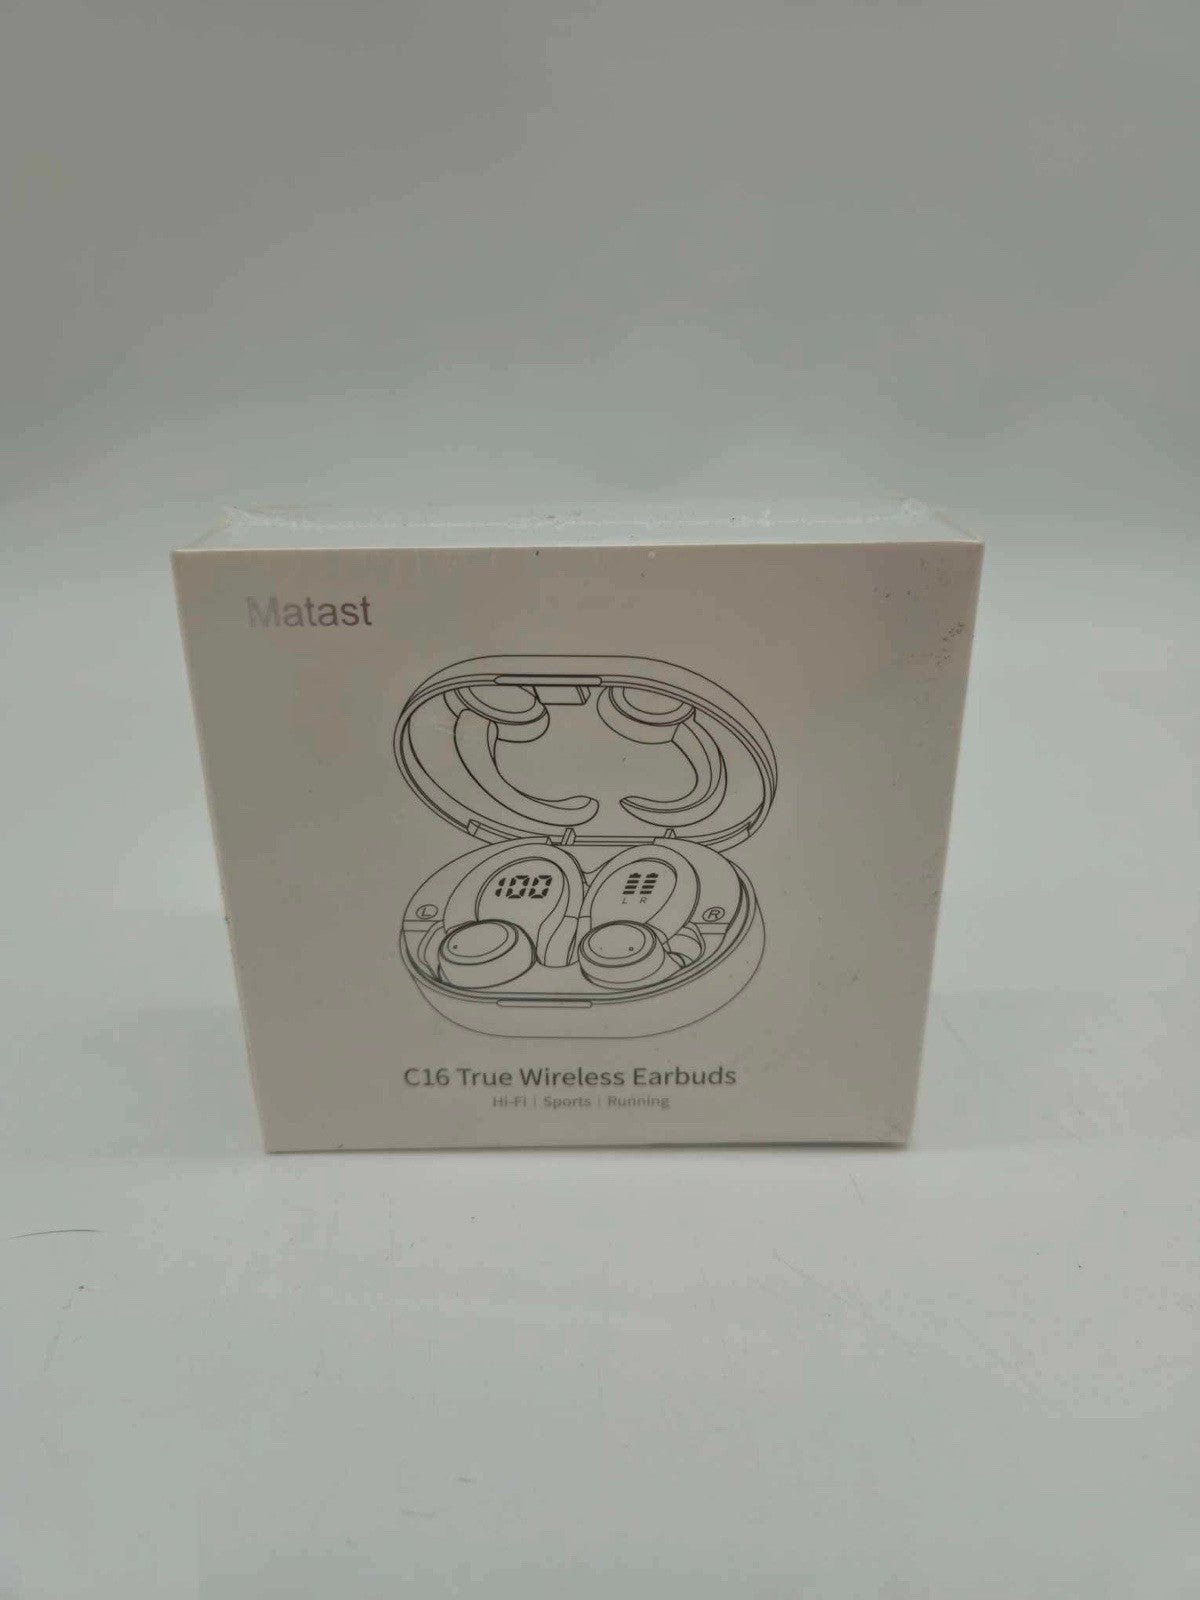 Matast
100
L R
L
R
C16 True Wireless Earbuds
Hi-Fi | Sports | Running